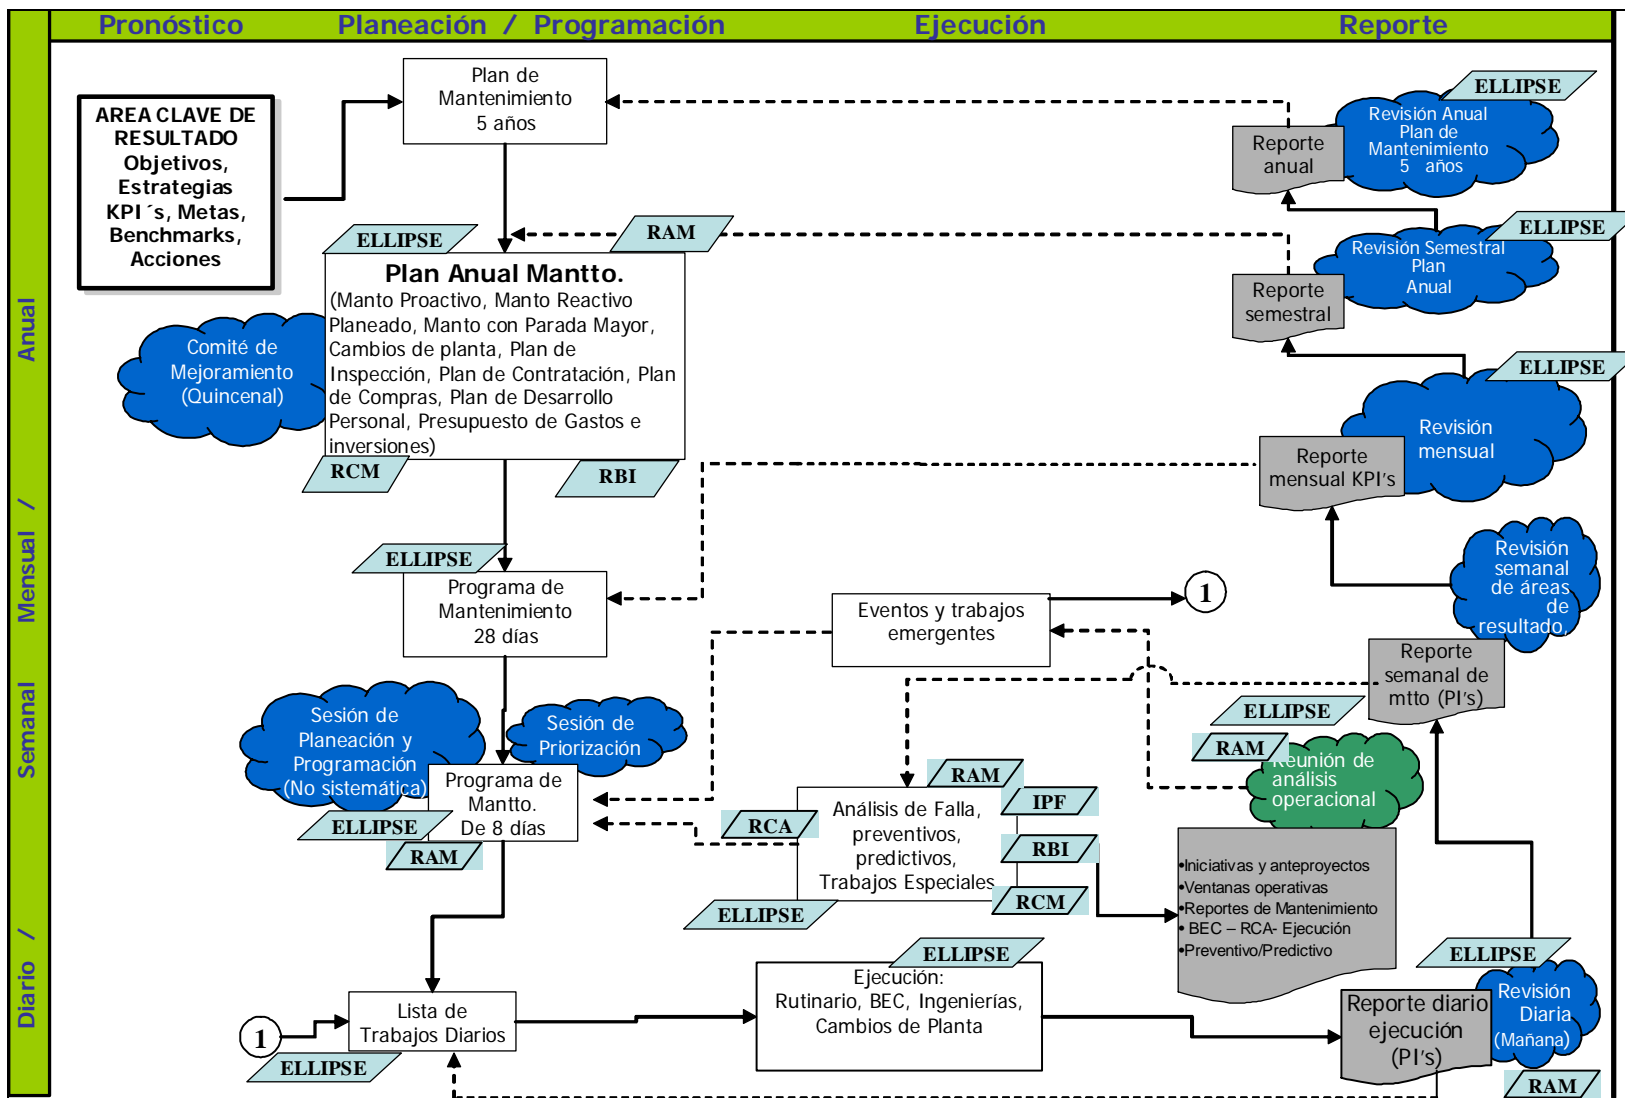 Pronóstico
Planeación / Programación
Ejecución
Reporte
Anual
Mensual /
Semanal
Diario /
AREA CLAVE DE
RESULTADO
Objetivos,
Estrategias
KPI´s, Metas,
Benchmarks,
Acciones
Plan de
Mantenimiento
5 años
ELLIPSE
Revisión Anual
Plan de
Mantenimiento
5 años
Reporte
anual
ELLIPSE
RAM
Plan Anual Mantto.
(Manto Proactivo, Manto Reactivo
Planeado, Manto con Parada Mayor,
Cambios de planta, Plan de
Inspección, Plan de Contratación, Plan
de Compras, Plan de Desarrollo
Personal, Presupuesto de Gastos e
inversiones)
RCM
RBI
Comité de
Mejoramiento
(Quincenal)
ELLIPSE
Revisión Semestral
Plan
Anual
Reporte
semestral
ELLIPSE
Revisión
mensual
Reporte
mensual KPI's
ELLIPSE
Programa de
Mantenimiento
28 días
Eventos y trabajos
emergentes
1
Revisión
semanal
de áreas
de
resultado,
Reporte
semanal de
mtto (PI's)
Sesión de
Planeación y
Programación
(No sistemática)
Sesión de
Priorización
Programa de
Mantto.
De 8 días
ELLIPSE
RAM
RCA
RAM
IPF
RBI
RCM
Análisis de Falla,
preventivos,
predictivos,
Trabajos Especiales
ELLIPSE
ELLIPSE
RAM
Reunión de
análisis
operacional
•Iniciativas y anteproyectos
•Ventanas operativas
•Reportes de Mantenimiento
• BEC – RCA- Ejecución
•Preventivo/Predictivo
1
Lista de
Trabajos Diarios
ELLIPSE
ELLIPSE
Ejecución:
Rutinario, BEC, Ingenierías,
Cambios de Planta
ELLIPSE
Reporte diario
ejecución
(PI's)
Revisión
Diaria
(Mañana)
RAM